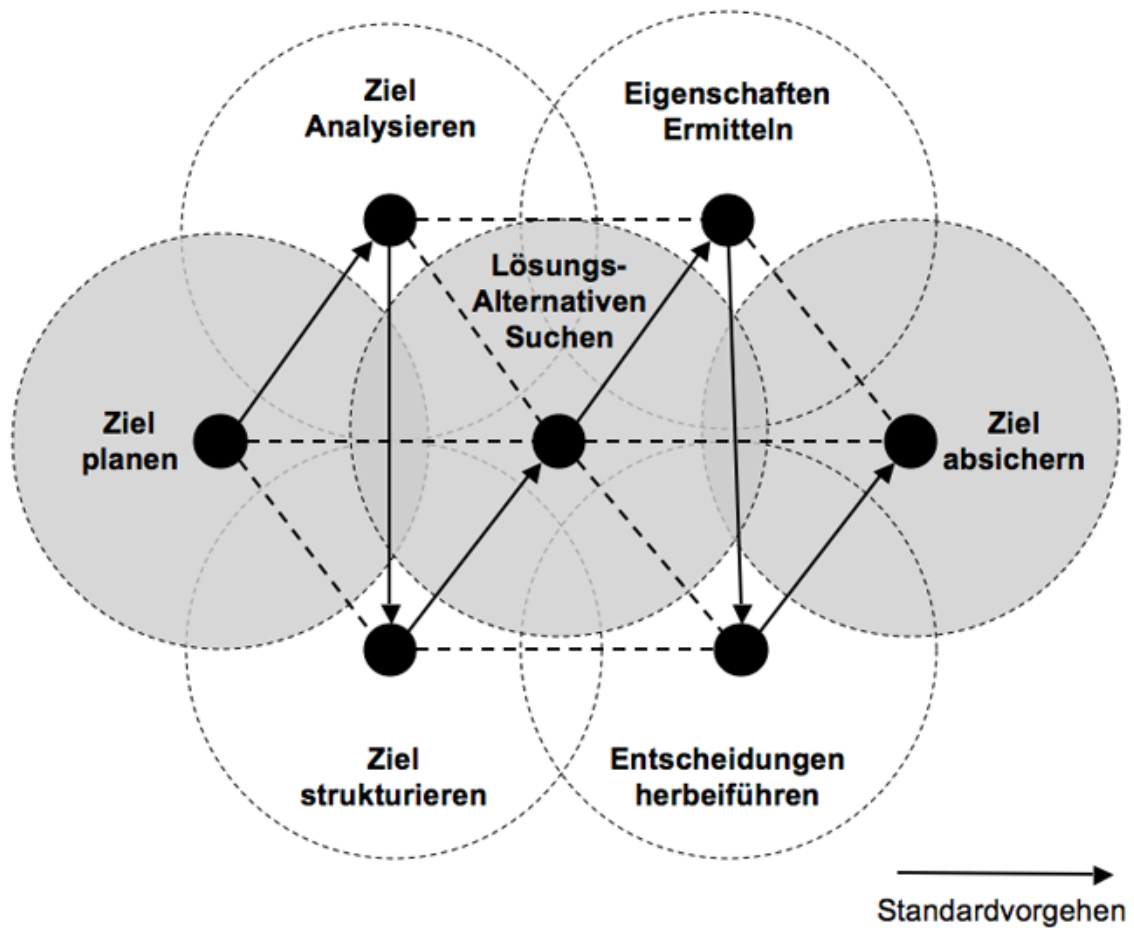 Ziel
Analysieren
Eigenschaften
Ermitteln
Lösungs-
Alternativen
Suchen
Ziel
planen
Ziel
absichern
Ziel
strukturieren
Entscheidungen
herbeiführen
Standardvorgehen